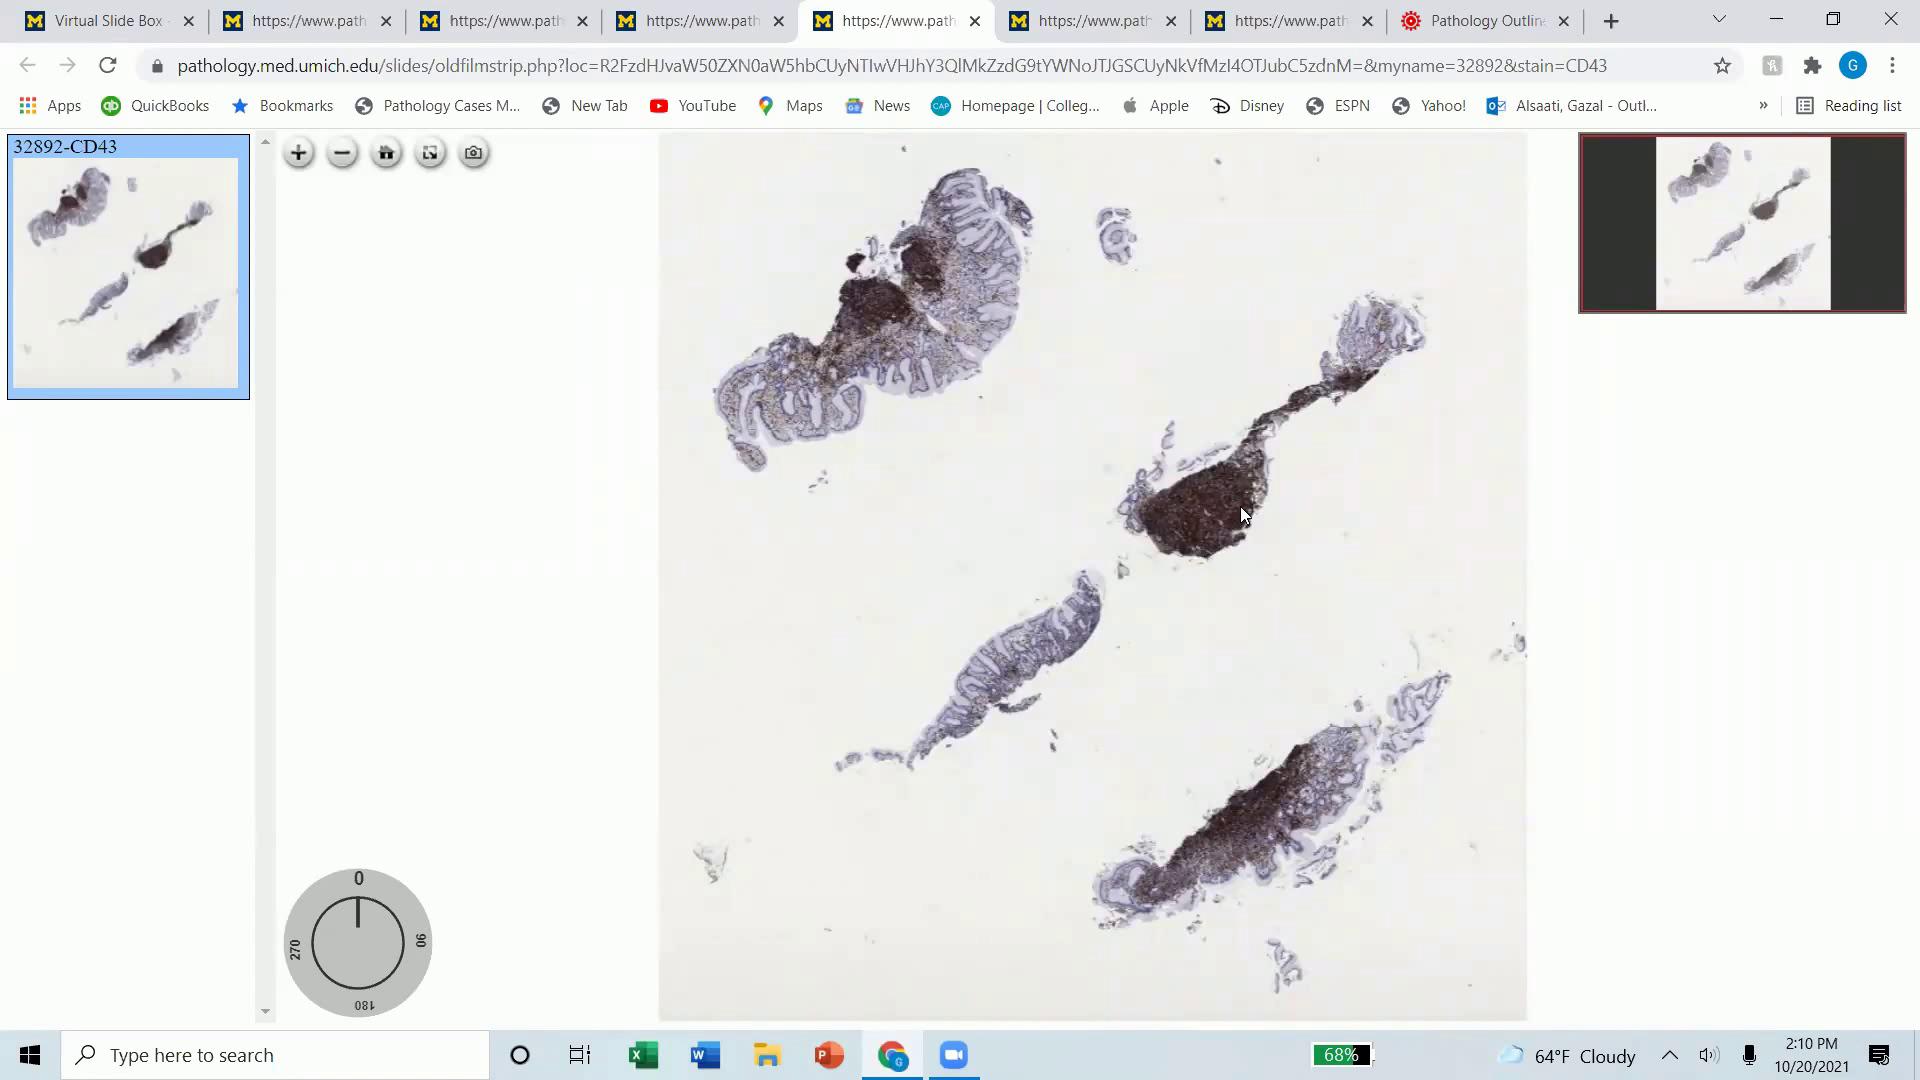 Virtual Slide Box https://www.path https://www.path https://www.path https://www.path https://www.path https://www.path Pathology Outlin
pathology.med.umich.edu/slides/oldfilmstrip.php?loc=R2FzdHJvaW50ZXN0aW5hbCUyNTIwVHJhY3QlMkZzdG9tYWNoJTJGSCUyNkVfMzI4OTJubC5zdnM=&myname=32892&stain=CD43
G
Apps QuickBooks Bookmarks Pathology Cases M... New Tab YouTube Maps News CAP Homepage | Colleg... Apple Disney ESPN Yahoo! Alsaati, Gazal - Outl... » Reading list
32892-CD43
0
270
90
180
Type here to search
68%
64°F Cloudy
2:10 PM
10/20/2021